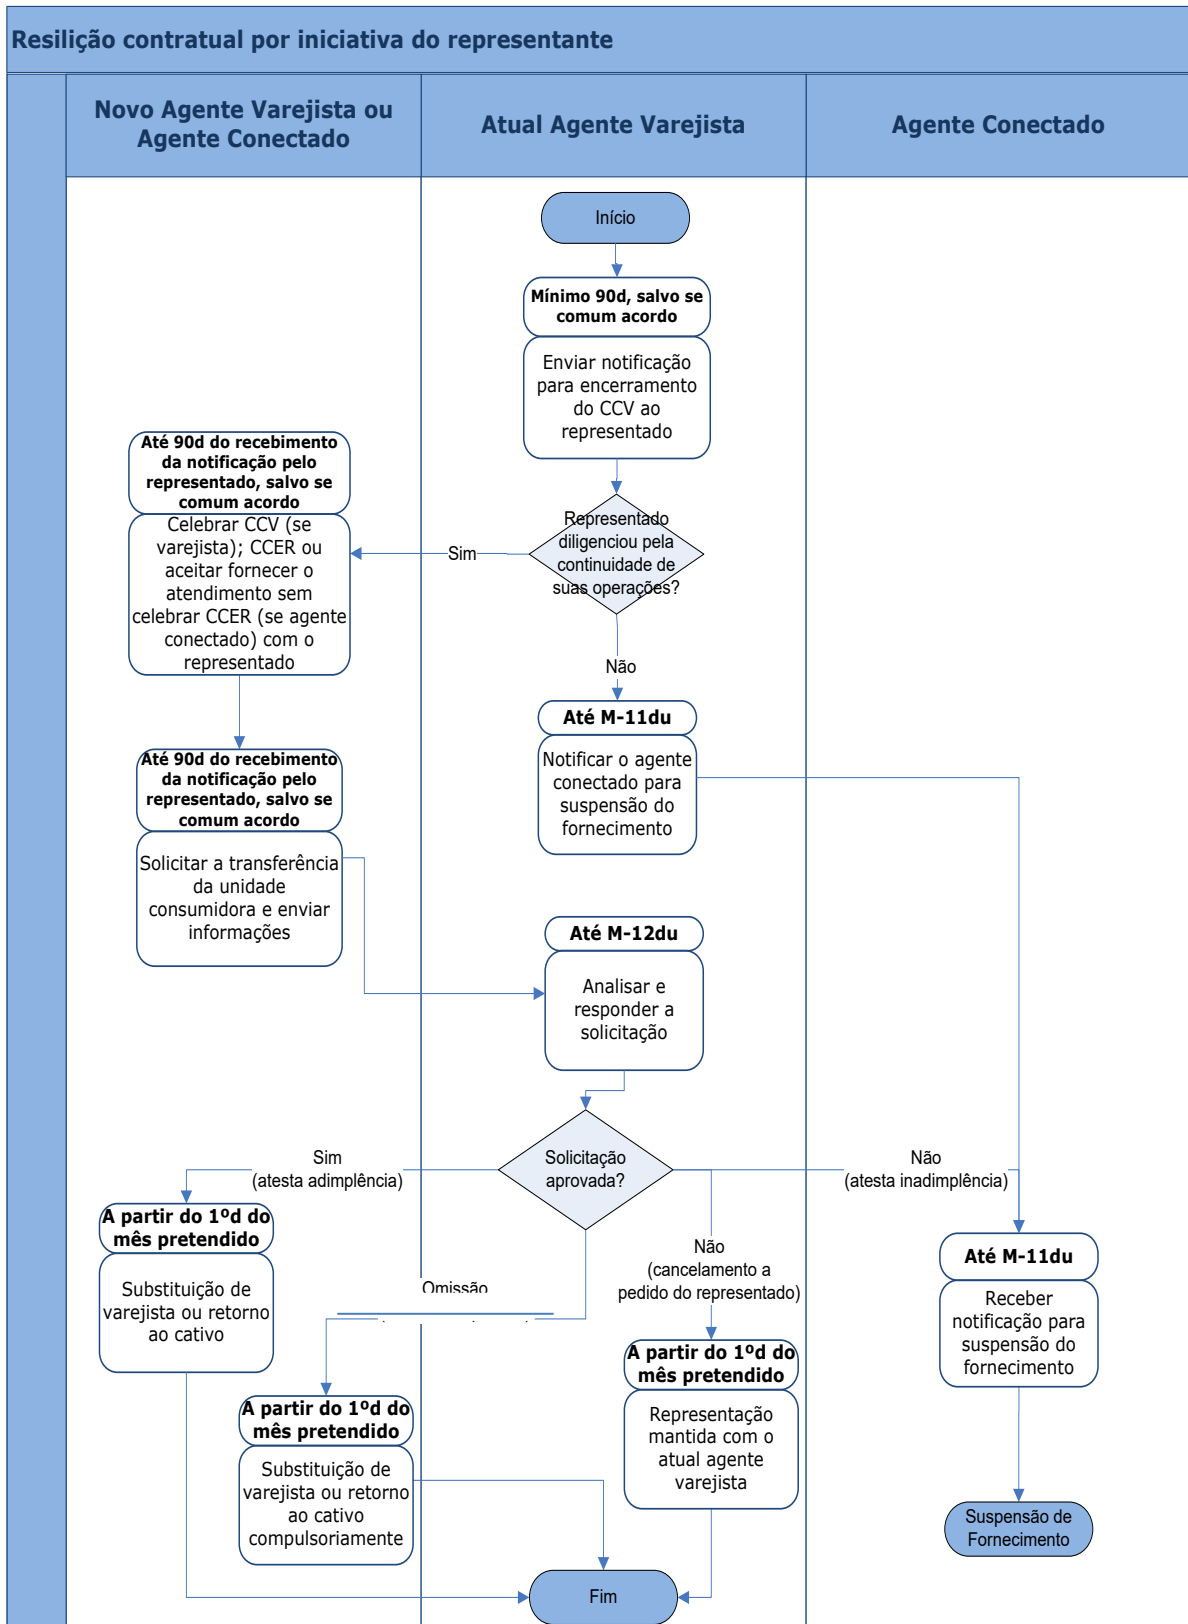 Resilição contratual por iniciativa do representante
Novo Agente Varejista ou
Agente Conectado
Atual Agente Varejista
Agente Conectado
Início
Mínimo 90d, salvo se
comum acordo
Enviar notificação
para encerramento
do CCV ao
representado
Até 90d do recebimento
da notificação pelo
representado, salvo se
comum acordo
Celebrar CCV (se
varejista); CCER ou
aceitar fornecer o
atendimento sem
celebrar CCER (se agente
conectado) com o
representado
Representado
diligenciou pela
continuidade de
suas operações?
Sim
Não
Até M-11du
Notificar o agente
conectado para
suspensão do
fornecimento
Até 90d do recebimento
da notificação pelo
representado, salvo se
comum acordo
Solicitar a transferência
da unidade
consumidora e enviar
informações
Até M-12du
Analisar e
responder a
solicitação
Solicitação
aprovada?
Sim
(atesta adimplência)
Não
(atesta inadimplência)
A partir do 1ºd do
mês pretendido
Substituição de
varejista ou retorno
ao cativo
Omissão
Não
(cancelamento a
pedido do representado)
Até M-11du
Receber
notificação para
suspensão do
fornecimento
A partir do 1ºd do
mês pretendido
Representação
mantida com o
atual agente
varejista
A partir do 1ºd do
mês pretendido
Substituição de
varejista ou retorno
ao cativo
compulsoriamente
Suspensão de
Fornecimento
Fim